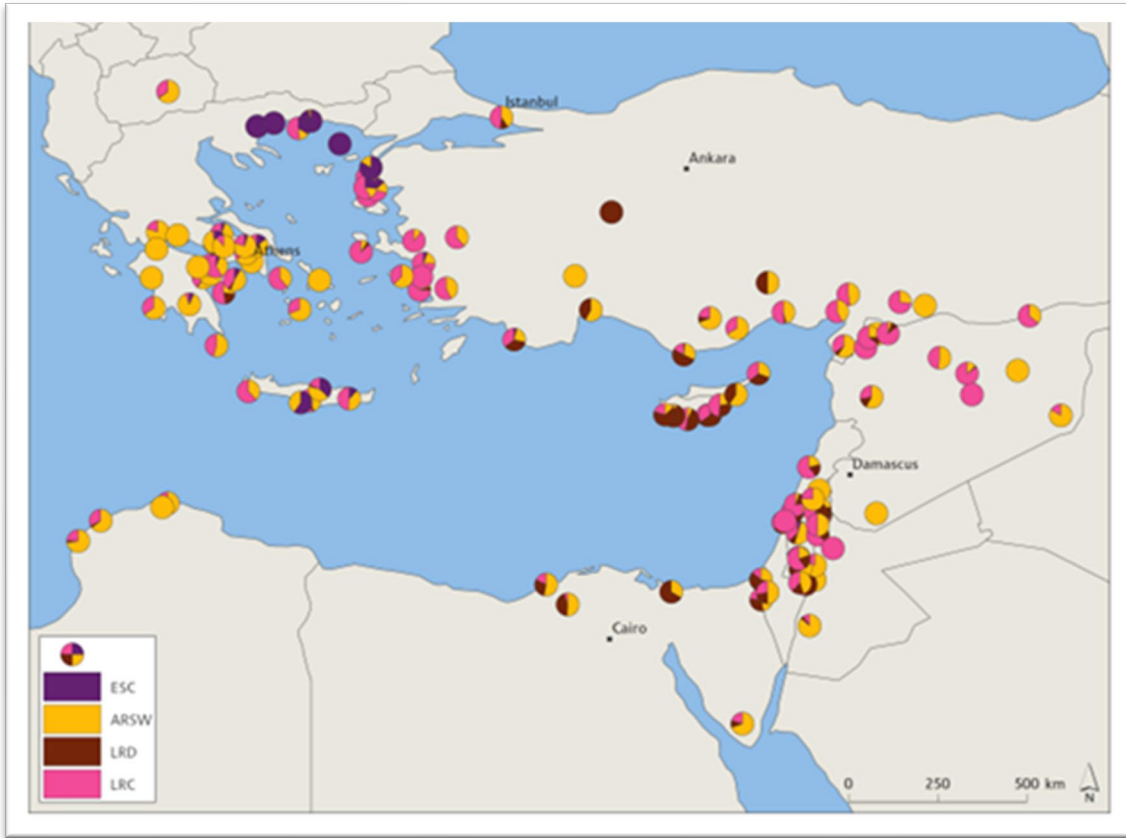 Istanbul
Ankara
Athens
Damascus
Cairo
ESC
ARSW
LRD
LRC
0 250 500 km
N